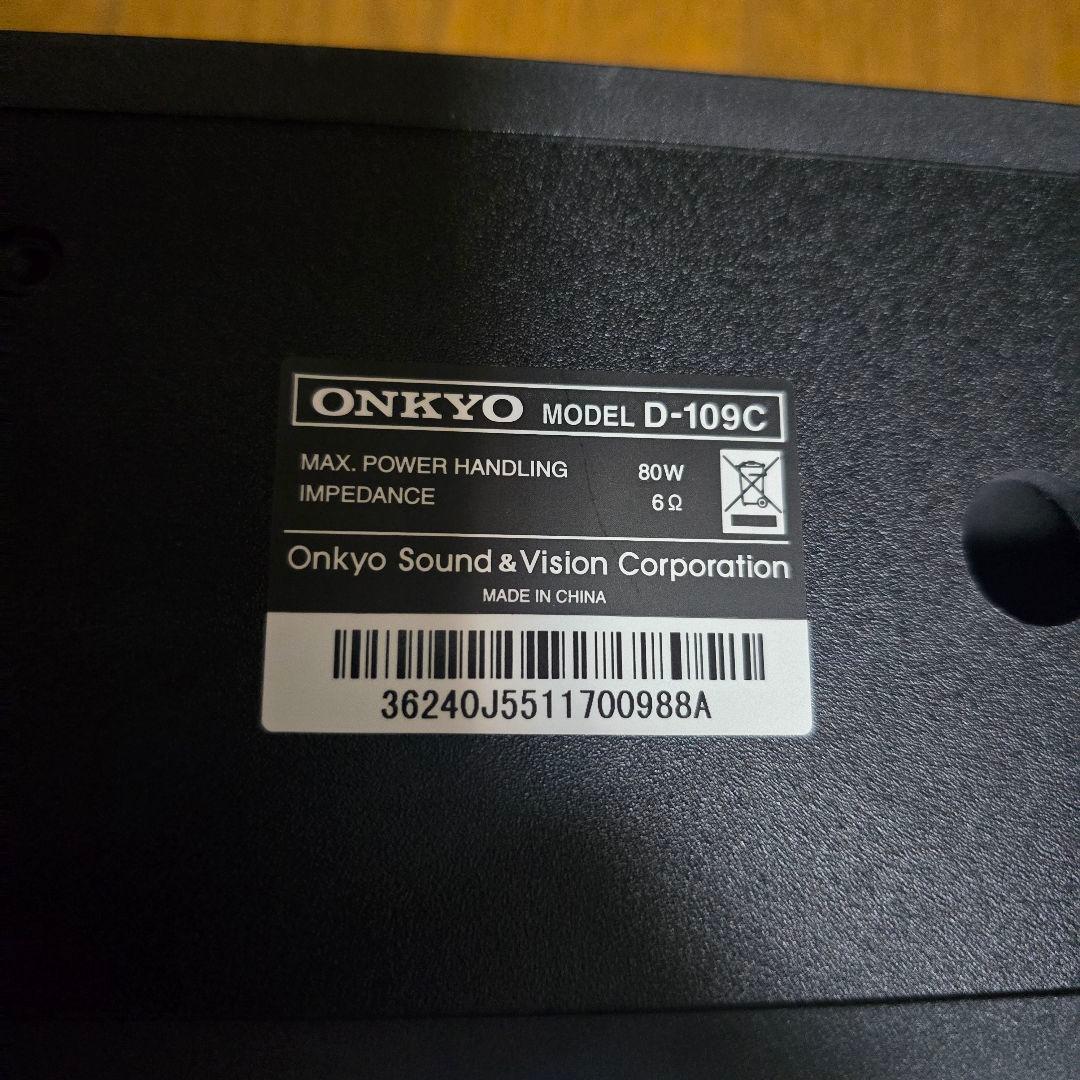 ONKYO MODEL D-109C
MAX. POWER HANDLING 80W
IMPEDANCE 6Ω
Onkyo Sound & Vision Corporation
MADE IN CHINA
36240J5511700988A